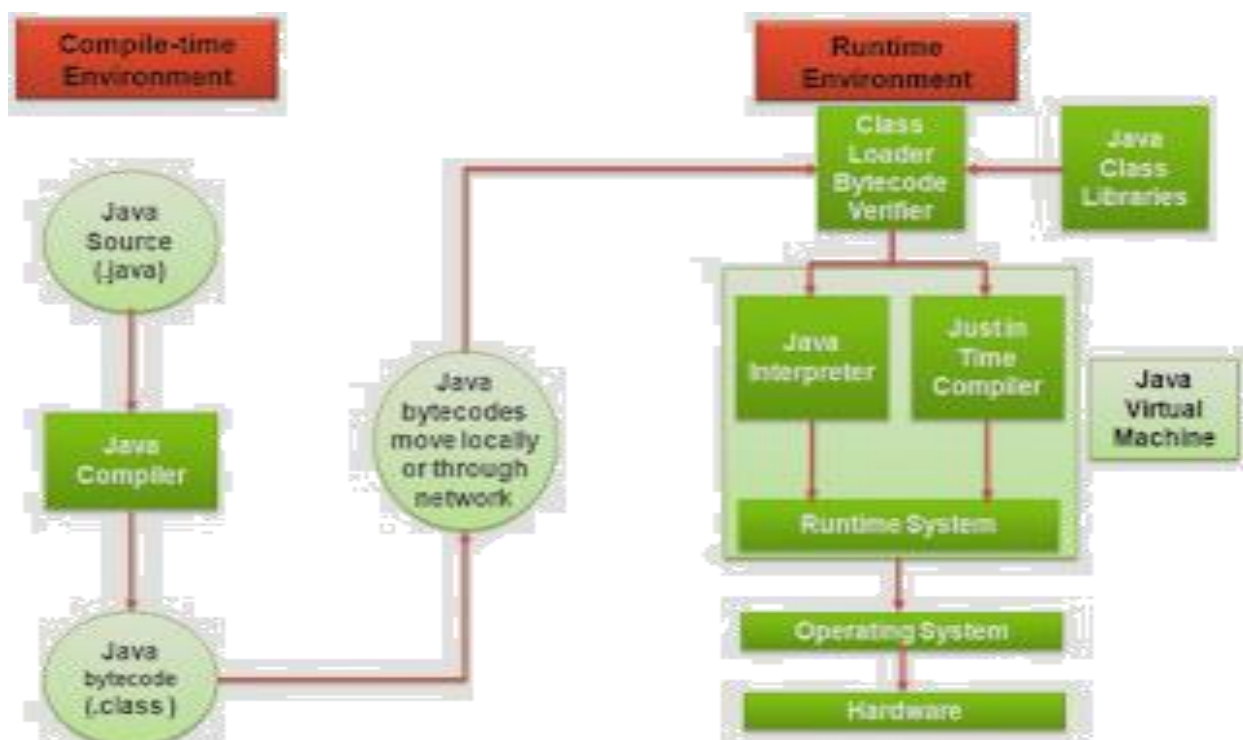 Compile-time
Environment
Runtime
Environment
Java
Source
(.java)
Java
Compiler
Java
bytecode
(.class )
Java
bytecodes
move locally
or through
network
Class
Loader
Bytecode
Verifier
Java
Class
Libraries
Java
Interpreter
Just in
Time
Compiler
Runtime System
Java
Virtual
Machine
Operating System
Hardware